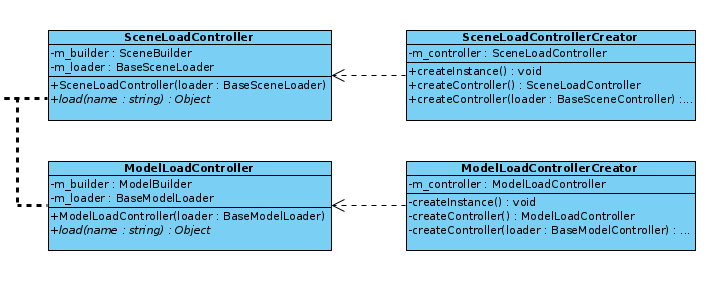 SceneLoadController
-m_builder : SceneBuilder
-m_loader : BaseSceneLoader
+SceneLoadController(loader : BaseSceneLoader)
+load(name : string) : Object
SceneLoadControllerCreator
-m_controller : SceneLoadController
+createInstance() : void
+createController() : SceneLoadController
+createController(loader : BaseSceneController) :...
ModelLoadController
-m_builder : ModelBuilder
-m_loader : BaseModelLoader
+ModelLoadController(loader : BaseModelLoader)
+load(name : string) : Object
ModelLoadControllerCreator
-m_controller : ModelLoadController
-createInstance() : void
-createController() : ModelLoadController
-createController(loader : BaseModelController) : ...